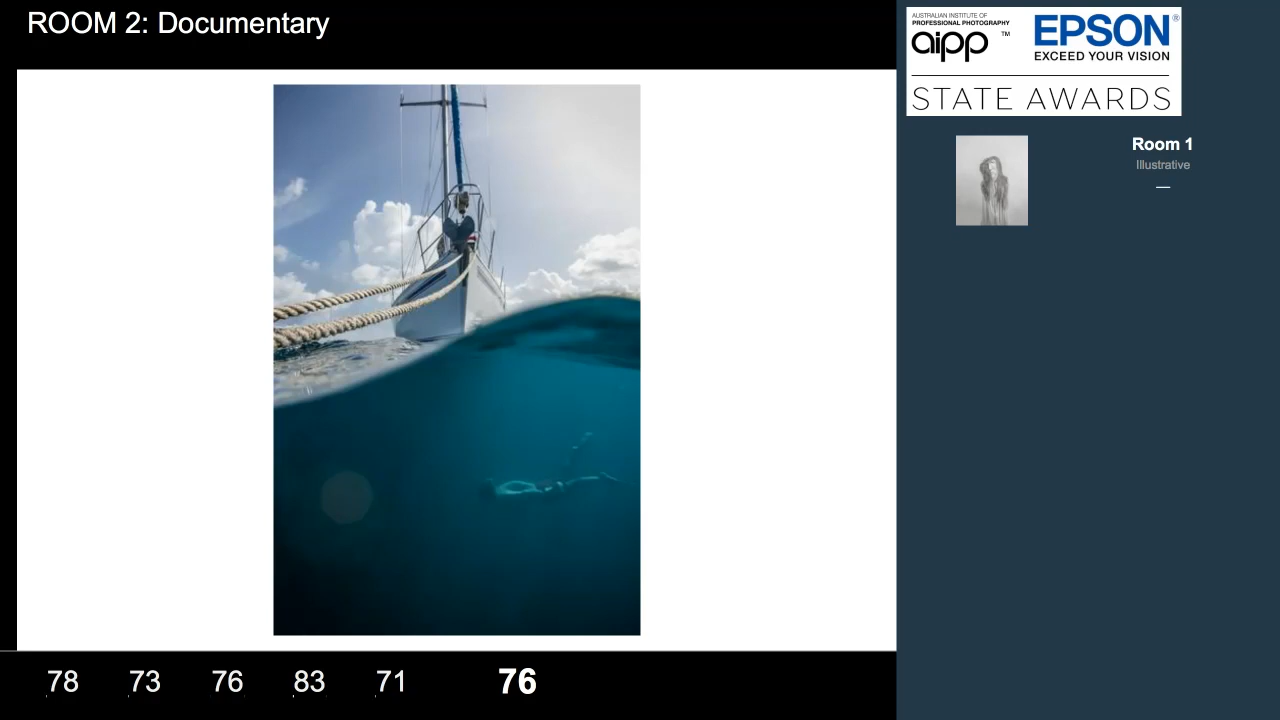 ROOM 2: Documentary
AUSTRALIAN INSTITUTE OF
PROFESSIONAL PHOTOGRAPHY
aipp TM
EPSON®
EXCEED YOUR VISION
STATE AWARDS
Room 1
Illustrative
—
78 73 76 83 71 76